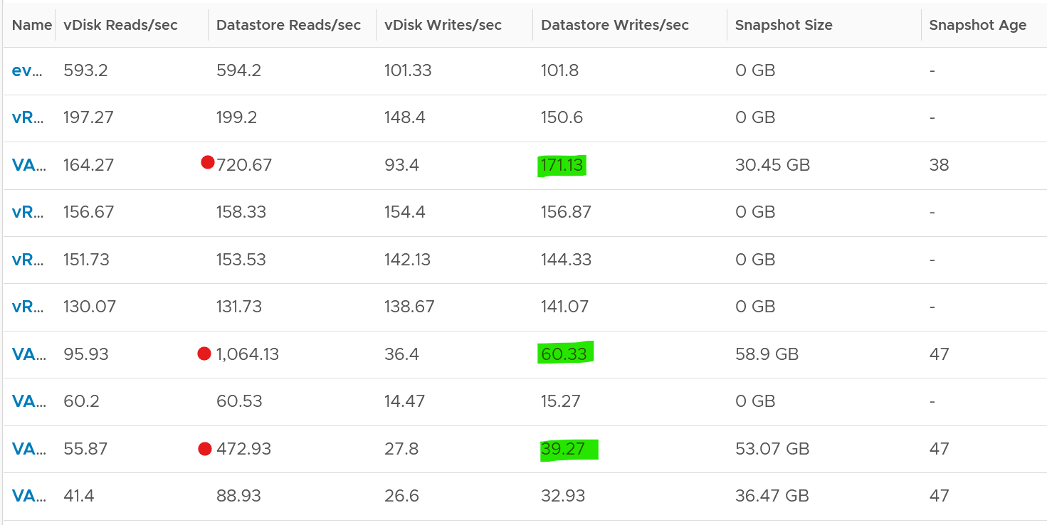 Name vDisk Reads/sec Datastore Reads/sec vDisk Writes/sec Datastore Writes/sec Snapshot Size Snapshot Age
ev... 593.2 594.2 101.33 101.8 0 GB -
vR... 197.27 199.2 148.4 150.6 0 GB -
VA... 164.27 720.67 93.4 171.13 30.45 GB 38
vR... 156.67 158.33 154.4 156.87 0 GB -
vR... 151.73 153.53 142.13 144.33 0 GB -
vR... 130.07 131.73 138.67 141.07 0 GB -
VA... 95.93 1,064.13 36.4 60.33 58.9 GB 47
VA... 60.2 60.53 14.47 15.27 0 GB -
VA... 55.87 472.93 27.8 39.27 53.07 GB 47
VA... 41.4 88.93 26.6 32.93 36.47 GB 47